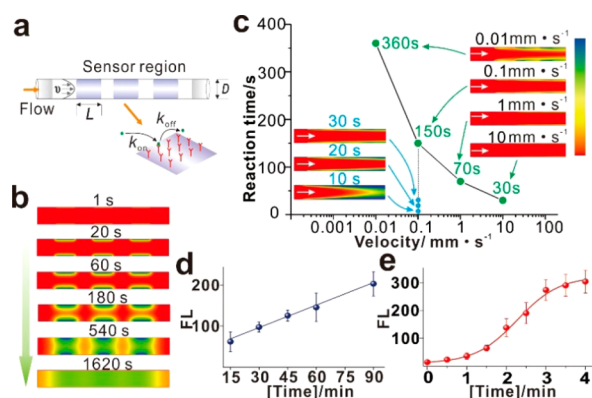 a
Sensor region
Flow
υ
L
D
k_on
k_off
b
1 s
20 s
60 s
180 s
540 s
1620 s
c
Reaction time/s
400
300
200
100
0
360s
150s
70s
30s
30 s
20 s
10 s
0.01mm·s⁻¹
0.1mm·s⁻¹
1mm·s⁻¹
10mm·s⁻¹
0.001 0.01 0.1 1 10 100
Velocity/ mm·s⁻¹
d
FL
200
100
15 30 45 60 75 90
[Time]/min
e
FL
300
200
100
0
0 1 2 3 4
[Time]/min